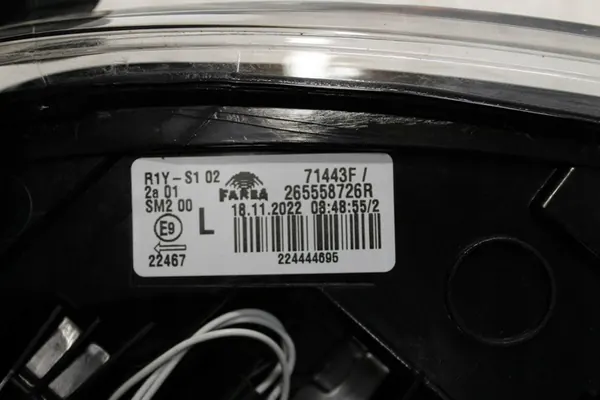 R1Y-S1 02
2a 01
SM2 00
E9
22467
L
FARBA
71443F /
265558726R
18.11.2022 08:48:55/2
224444695